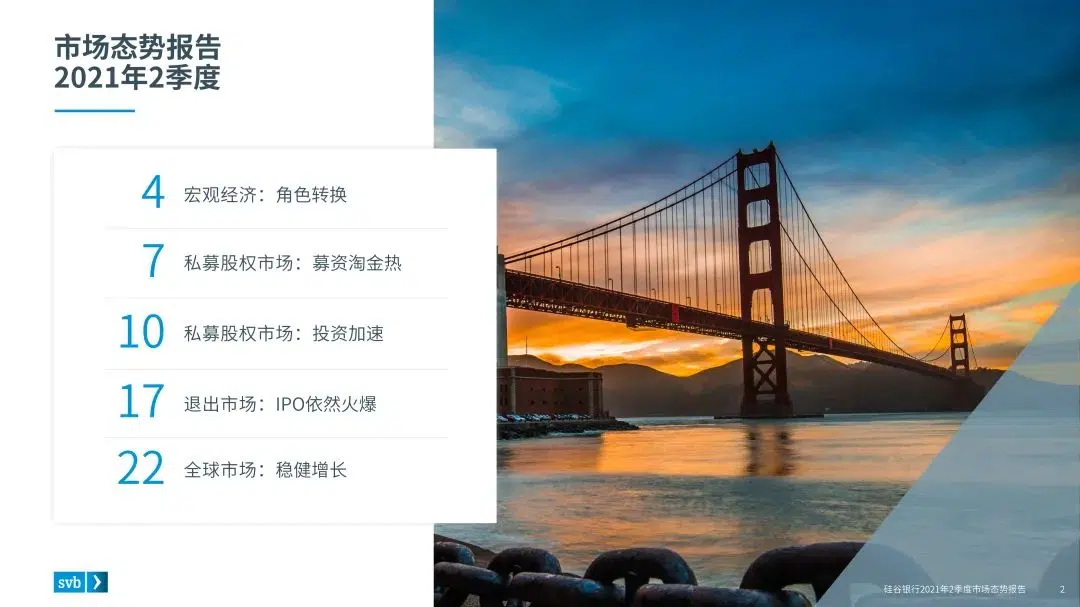 市场态势报告
2021年2季度
4 宏观经济：角色转换
7 私募股权市场：募资淘金热
10 私募股权市场：投资加速
17 退出市场：IPO依然火爆
22 全球市场：稳健增长
svb
硅谷银行2021年2季度市场态势报告 2